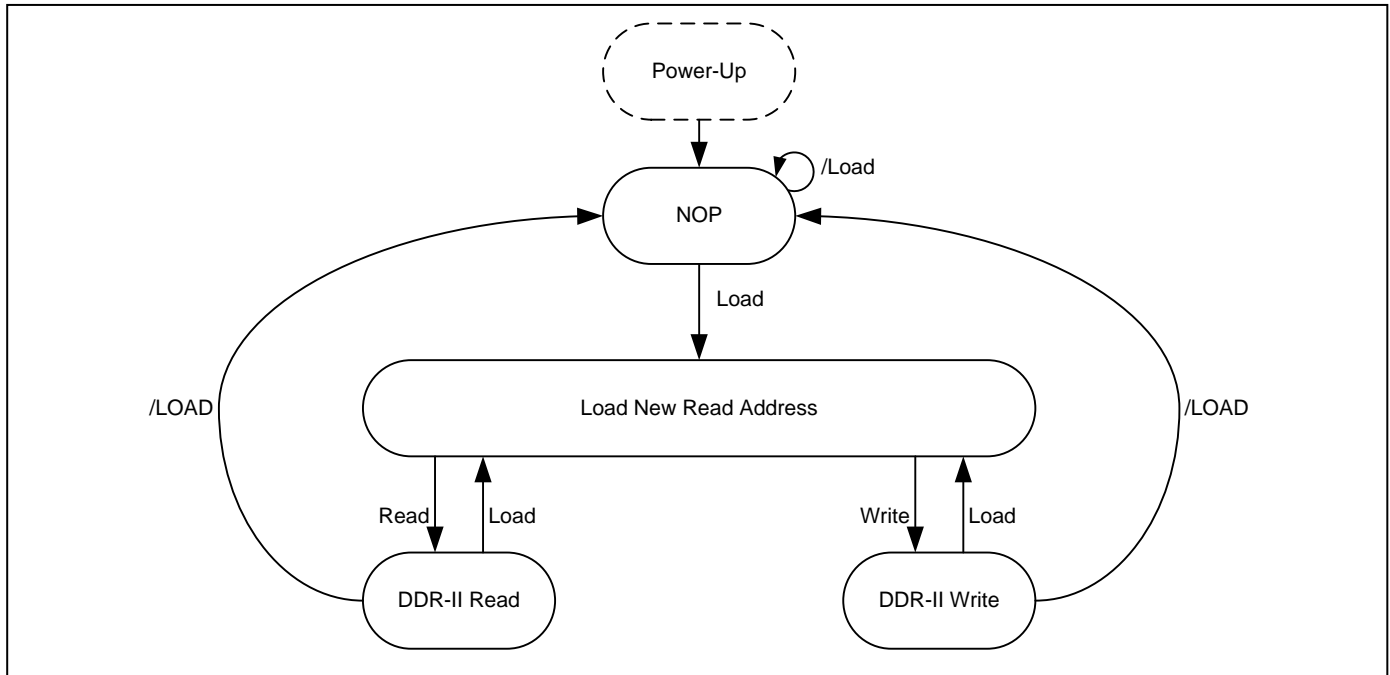 Power-Up
/Load
NOP
Load
/LOAD
Load New Read Address
/LOAD
Read
Load
Write
Load
DDR-II Read
DDR-II Write